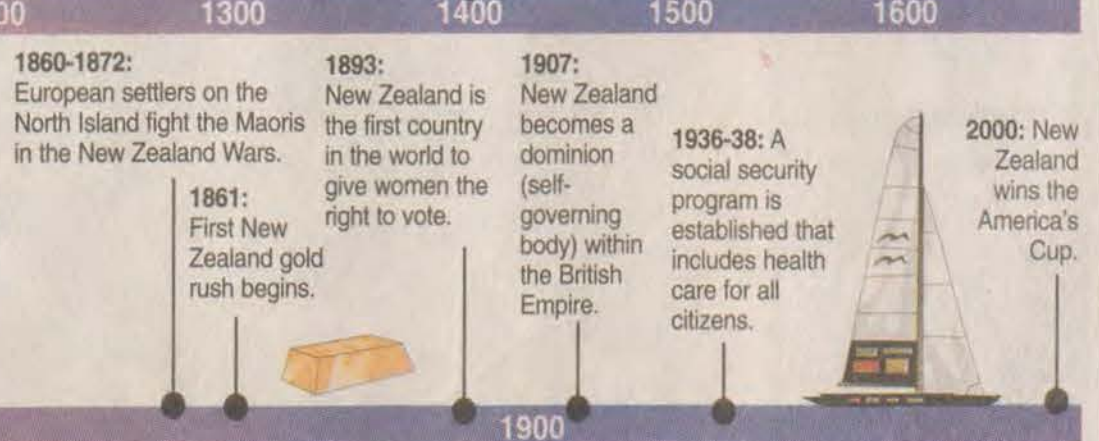 00 1300 1400 1500 1600
1860-1872:
European settlers on the
North Island fight the Maoris
in the New Zealand Wars.
1861:
First New
Zealand gold
rush begins.
1893:
New Zealand is
the first country
in the world to
give women the
right to vote.
1907:
New Zealand
becomes a
dominion
(self-
governing
body) within
the British
Empire.
1936-38: A
social security
program is
established that
includes health
care for all
citizens.
2000: New
Zealand
wins the
America's
Cup.
1900